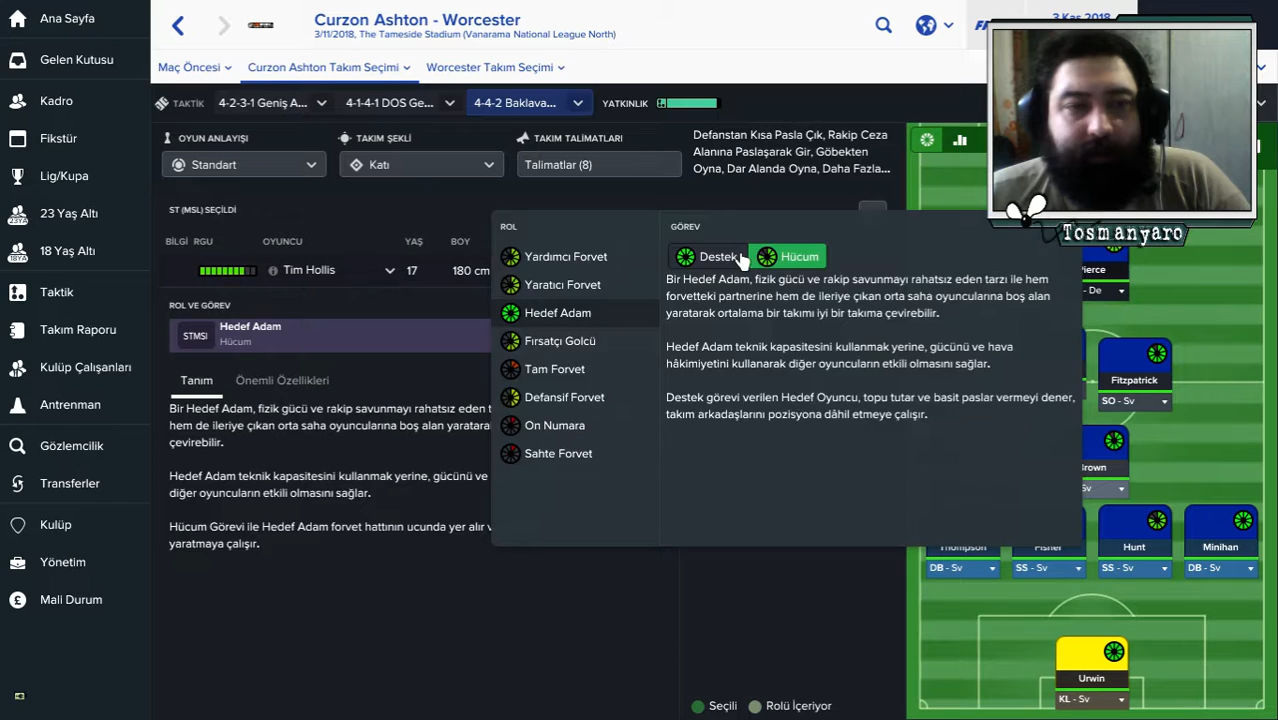 Ana Sayfa
Gelen Kutusu
Kadro
Fikstür
Lig/Kupa
23 Yaş Altı
18 Yaş Altı
Taktik
Takım Raporu
Kulüp Çalışanları
Antrenman
Gözlemcilik
Transferler
Kulüp
Yönetim
Mali Durum
Curzon Ashton - Worcester
3/11/2018, The Tameside Stadium (Vanarama National League North)
3 Kas 2018
Maç Öncesi
Curzon Ashton Takım Seçimi
Worcester Takım Seçimi
TAKTİK
4-2-3-1 Geniş A...
4-1-4-1 DOS Ge...
4-4-2 Baklava...
YATKINLIK
OYUN ANLAYIŞI
TAKIM ŞEKLİ
TAKIM TALİMATLARI
Standart
Katı
Talimatlar (8)
Defanstan Kısa Pasla Çık, Rakip Ceza
Alanına Paslaşarak Gir, Göbekten
Oyna, Dar Alanda Oyna, Daha Fazla...
ST (MSL) SEÇİLDİ
BİLGİ RGU
OYUNCU
YAŞ
BOY
Tim Hollis
17
180 cm
ROL VE GÖREV
STMSl
Hedef Adam
Hücum
Tanım
Önemli Özellikleri
Bir Hedef Adam, fizik gücü ve rakip savunmayı rahatsız eden t
hem de ileriye çıkan orta saha oyuncularına boş alan yaratara
çevirebilir.
Hedef Adam teknik kapasitesini kullanmak yerine, gücünü ve
diğer oyuncuların etkili olmasını sağlar.
Hücum Görevi ile Hedef Adam forvet hattının ucunda yer alır v
yaratmaya çalışır.
ROL
Yardımcı Forvet
Yaratıcı Forvet
Hedef Adam
Fırsatçı Golcü
Tam Forvet
Defansif Forvet
On Numara
Sahte Forvet
GÖREV
Destek
Hücum
Bir Hedef Adam, fizik gücü ve rakip savunmayı rahatsız eden tarzı ile hem
forvetteki partnerine hem de ileriye çıkan orta saha oyuncularına boş alan
yaratarak ortalama bir takımı iyi bir takıma çevirebilir.
Hedef Adam teknik kapasitesini kullanmak yerine, gücünü ve hava
hâkimiyetini kullanarak diğer oyuncuların etkili olmasını sağlar.
Destek görevi verilen Hedef Oyuncu, topu tutar ve basit paslar vermeyi dener,
takım arkadaşlarını pozisyona dâhil etmeye çalışır.
Seçili
Rolü İçeriyor
Tosmanyaro
Pierce
- De
Fitzpatrick
SO - Sv
Brown
Sv
Thompson
Fisher
Hunt
Minihan
DB - Sv
SS - Sv
SS - Sv
DB - Sv
Urwin
KL - Sv